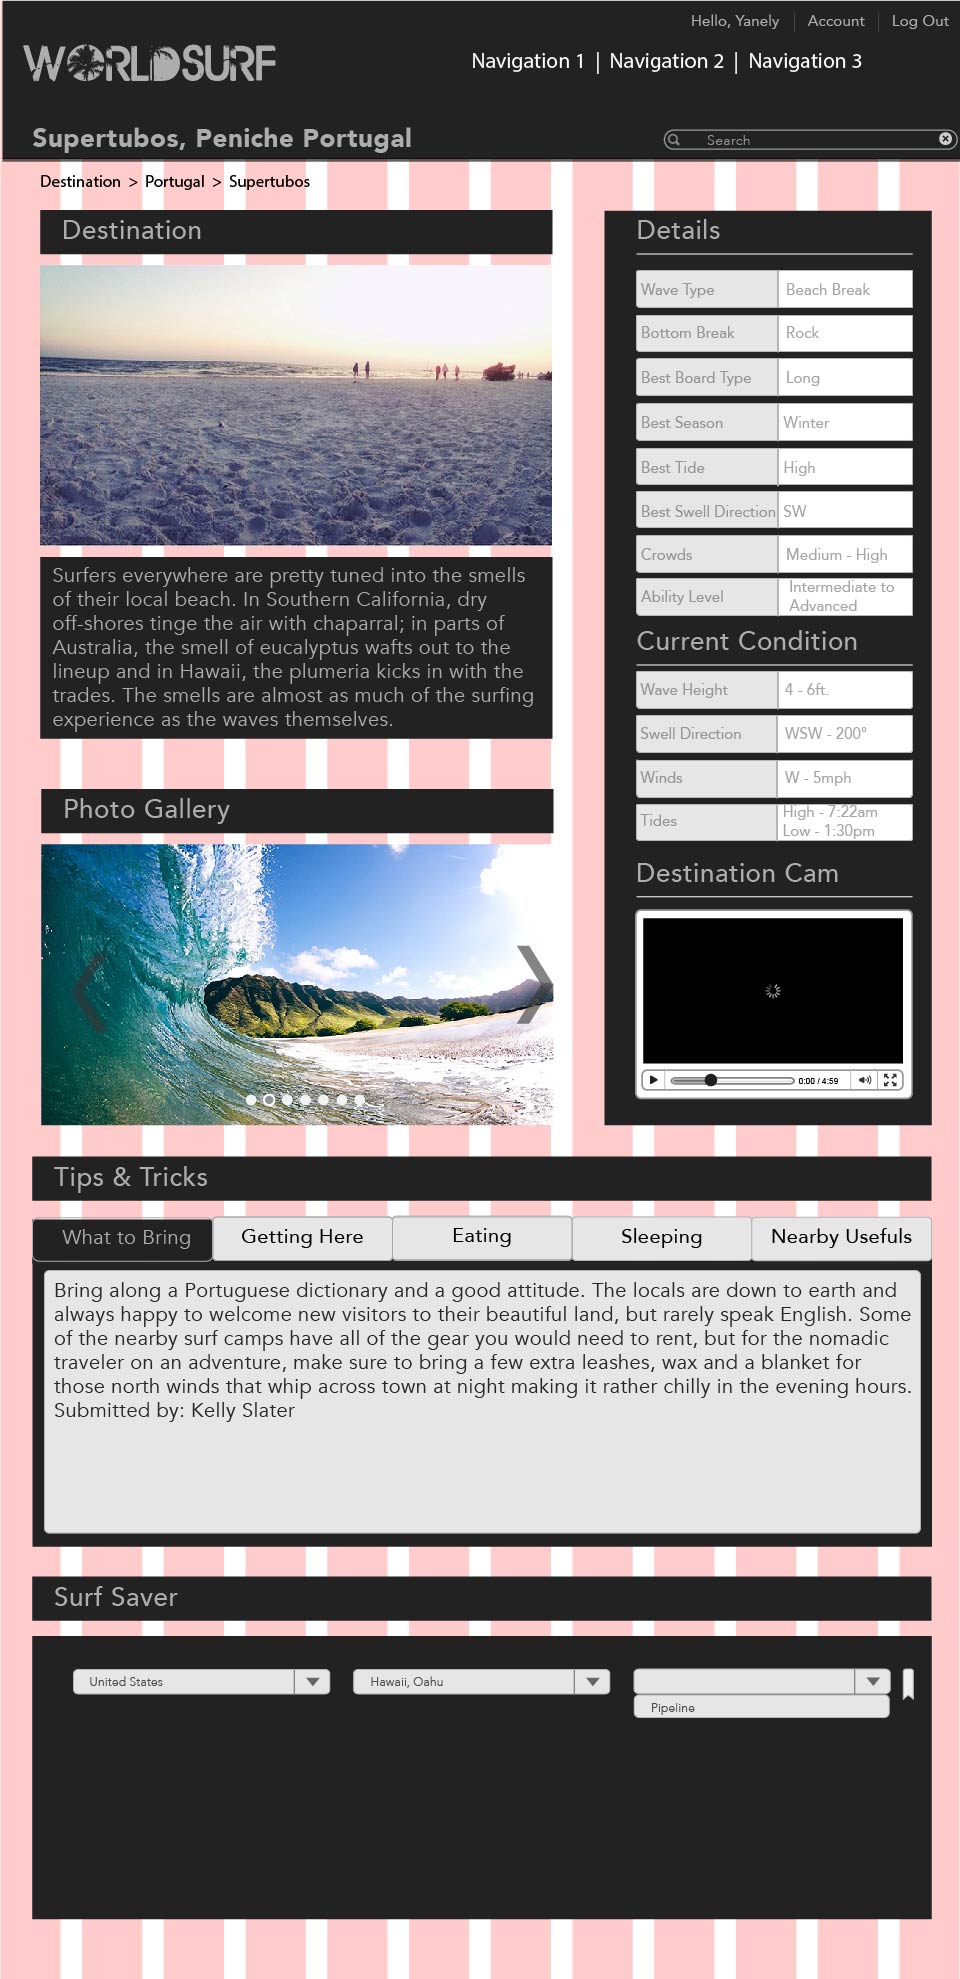 Hello, Yanely
Account
Log Out
WORLDSURF
Navigation 1 | Navigation 2 | Navigation 3
Supertubos, Peniche Portugal
Search
Destination > Portugal > Supertubos
Destination
Surfers everywhere are pretty tuned into the smells
of their local beach. In Southern California, dry
off-shores tinge the air with chaparral; in parts of
Australia, the smell of eucalyptus wafts out to the
lineup and in Hawaii, the plumeria kicks in with the
trades. The smells are almost as much of the surfing
experience as the waves themselves.
Photo Gallery
Details
Wave Type Beach Break
Bottom Break Rock
Best Board Type Long
Best Season Winter
Best Tide High
Best Swell Direction SW
Crowds Medium - High
Ability Level Intermediate to
Advanced
Current Condition
Wave Height 4 - 6ft.
Swell Direction WSW - 200°
Winds W - 5mph
Tides High - 7:22am
Low - 1:30pm
Destination Cam
0:00 / 4:59
Tips & Tricks
What to Bring
Getting Here
Eating
Sleeping
Nearby Usefuls
Bring along a Portuguese dictionary and a good attitude. The locals are down to earth and
always happy to welcome new visitors to their beautiful land, but rarely speak English. Some
of the nearby surf camps have all of the gear you would need to rent, but for the nomadic
traveler on an adventure, make sure to bring a few extra leashes, wax and a blanket for
those north winds that whip across town at night making it rather chilly in the evening hours.
Submitted by: Kelly Slater
Surf Saver
United States
Hawaii, Oahu
Pipeline